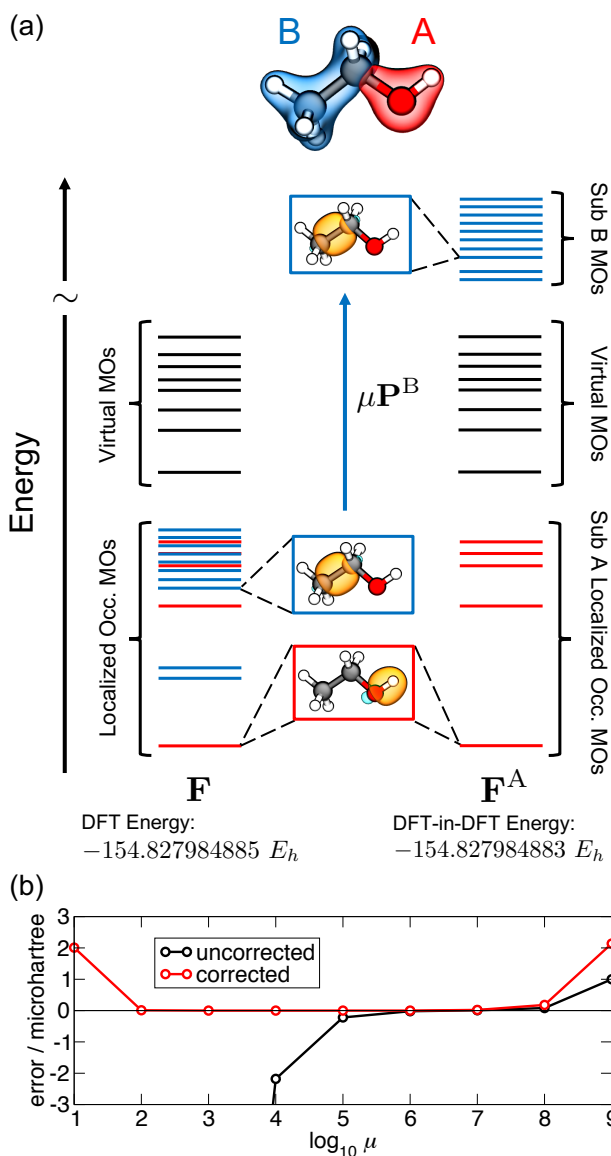 (a)
B A
Sub B MOs
Energy
~
Virtual MOs
μP^B
Virtual MOs
Localized Occ. MOs
Sub A Localized Occ. MOs
F
F^A
DFT Energy:
−154.827984885 E_h
DFT-in-DFT Energy:
−154.827984883 E_h
(b)
error / microhartree
3
2
1
0
-1
-2
-3
uncorrected
corrected
1 2 3 4 5 6 7 8 9
log_10 μ